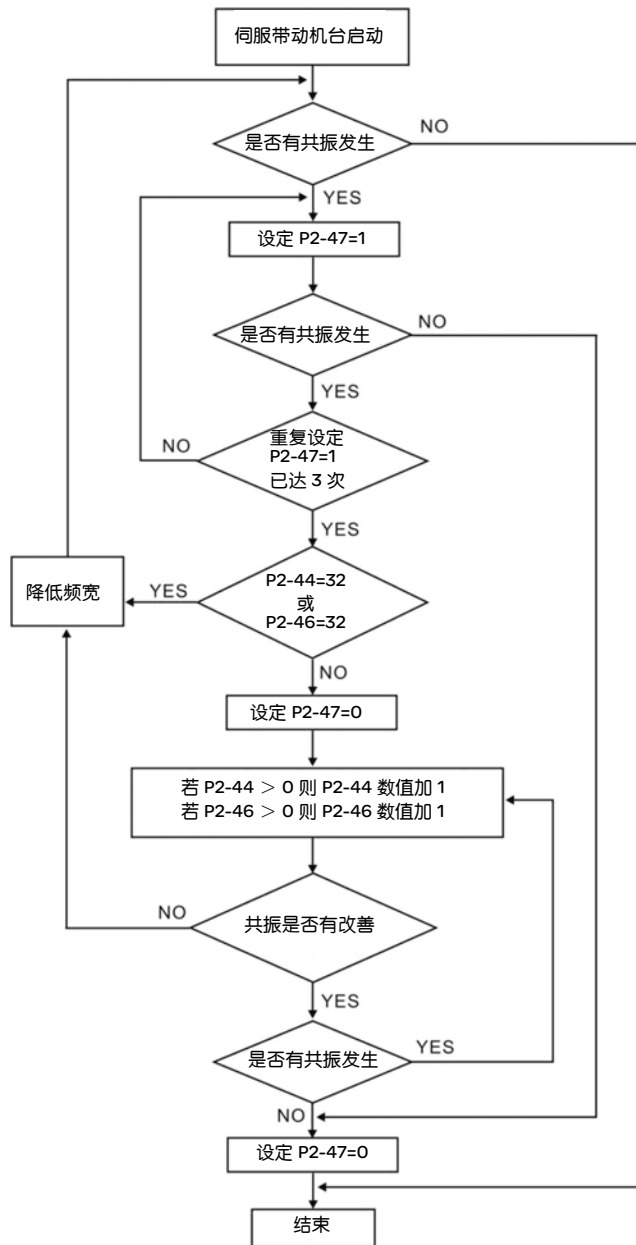 伺服带动机台启动
是否有共振发生
NO
YES
设定 P2-47=1
是否有共振发生
NO
YES
重复设定
P2-47=1
已达 3 次
NO
YES
降低频宽
YES
P2-44=32
或
P2-46=32
NO
设定 P2-47=0
若 P2-44 > 0 则 P2-44 数值加 1
若 P2-46 > 0 则 P2-46 数值加 1
NO
共振是否有改善
YES
是否有共振发生
YES
NO
设定 P2-47=0
结束